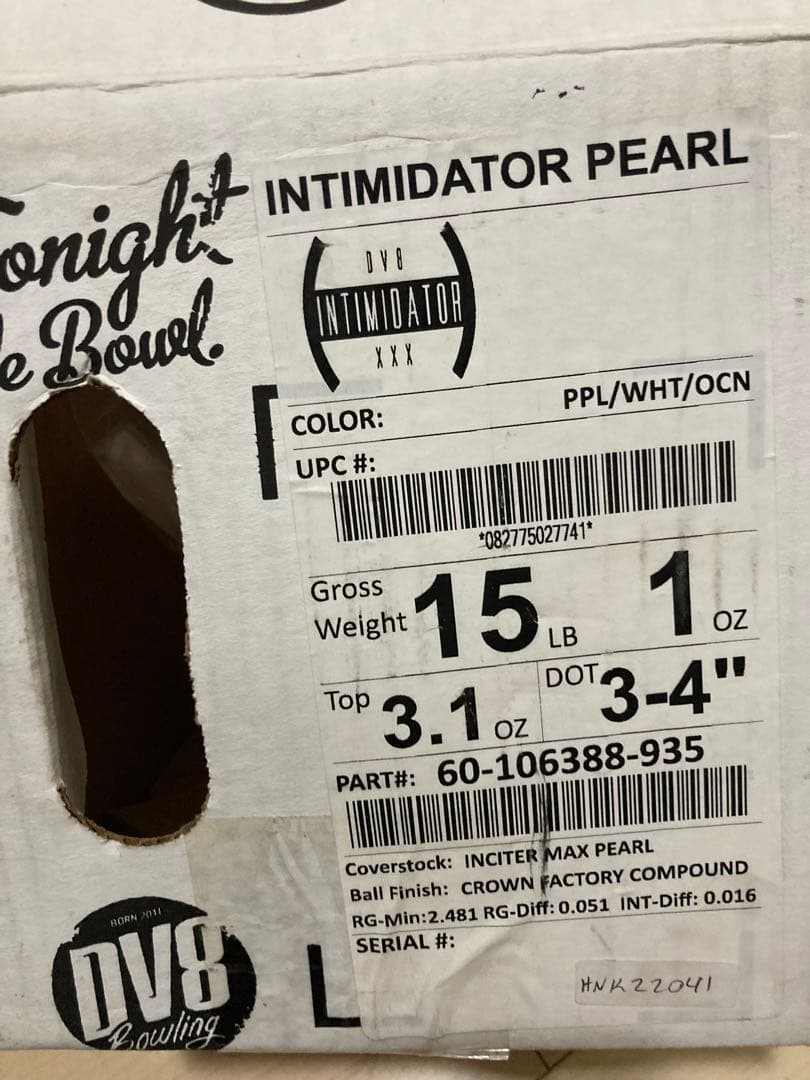 onight
e Bowl.
INTIMIDATOR PEARL
DV8
INTIMIDATOR
XXX
COLOR: PPL/WHT/OCN
UPC #:
*082775027741*
Gross
Weight 15 LB 1 OZ
Top 3.1 OZ DOT 3-4"
PART#: 60-106388-935
Coverstock: INCITER MAX PEARL
Ball Finish: CROWN FACTORY COMPOUND
RG-Min:2.481 RG-Diff: 0.051 INT-Diff: 0.016
SERIAL #:
HNK22041
BORN 2011
DV8
Bowling